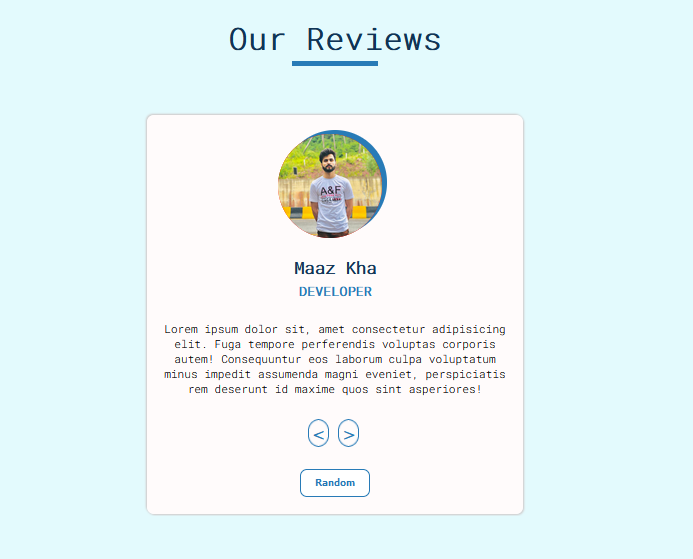 Our Reviews
A&F
Maaz Kha
DEVELOPER
Lorem ipsum dolor sit, amet consectetur adipisicing
elit. Fuga tempore perferendis voluptas corporis
autem! Consequuntur eos laborum culpa voluptatum
minus impedit assumenda magni eveniet, perspiciatis
rem deserunt id maxime quos sint asperiores!
< >
Random